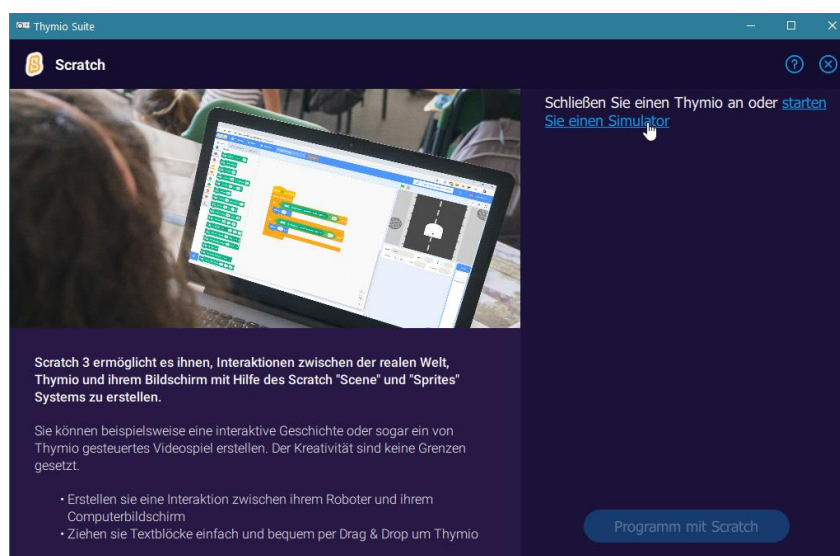 Thymio Suite
Scratch
Schließen Sie einen Thymio an oder starten
Sie einen Simulator
Scratch 3 ermöglicht es ihnen, Interaktionen zwischen der realen Welt,
Thymio und ihrem Bildschirm mit Hilfe des Scratch "Scene" und "Sprites"
Systems zu erstellen.
Sie können beispielsweise eine interaktive Geschichte oder sogar ein von
Thymio gesteuertes Videospiel erstellen. Der Kreativität sind keine Grenzen
gesetzt.
• Erstellen sie eine Interaktion zwischen ihrem Roboter und ihrem
Computerbildschirm
• Ziehen sie Textblöcke einfach und bequem per Drag & Drop um Thymio
Programm mit Scratch